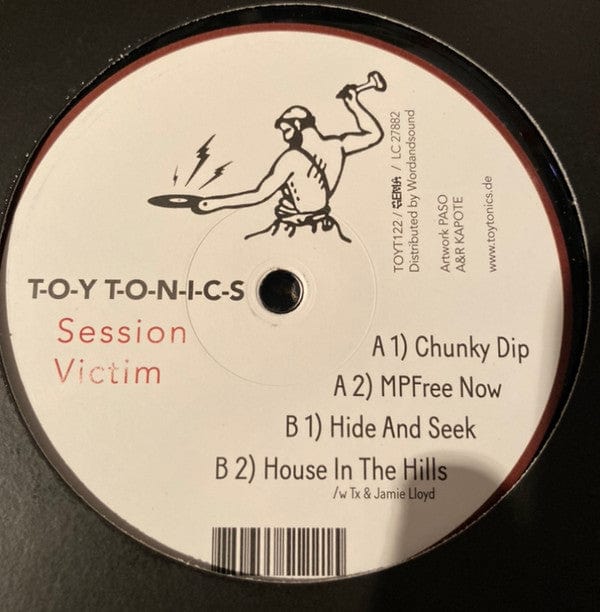 T-O-Y T-O-N-I-C-S
Session
Victim
A 1) Chunky Dip
A 2) MPFree Now
B 1) Hide And Seek
B 2) House In The Hills
/w Tx & Jamie Lloyd
TOYT122 / GEMA / LC 27882
Distributed by Wordandsound
Artwork PASO
A&R KAPOTE
www.toytonics.de